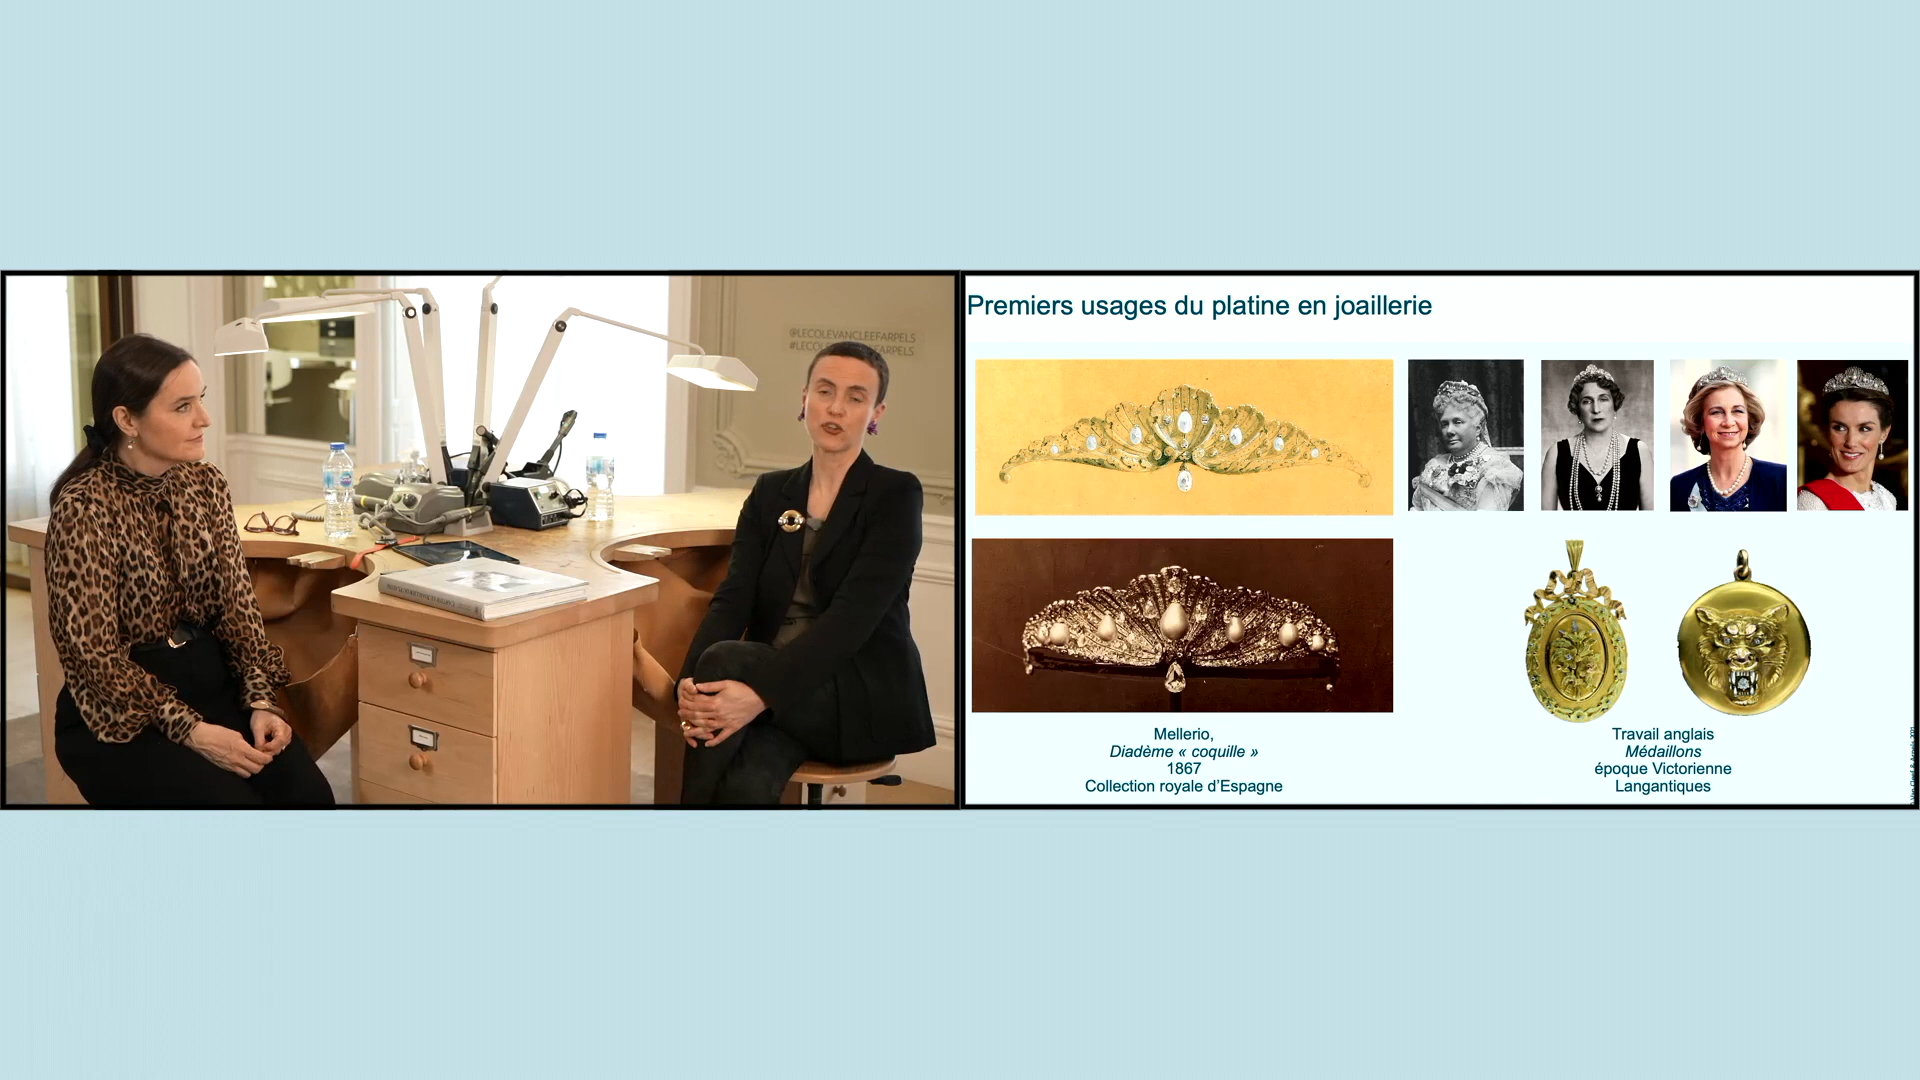 @LECOLEVANCLEEFARPELS
Premiers usages du platine en joaillerie
Mellerio,
Diadème « coquille »
1867
Collection royale d’Espagne
Travail anglais
Médaillons
époque Victorienne
Langantiques